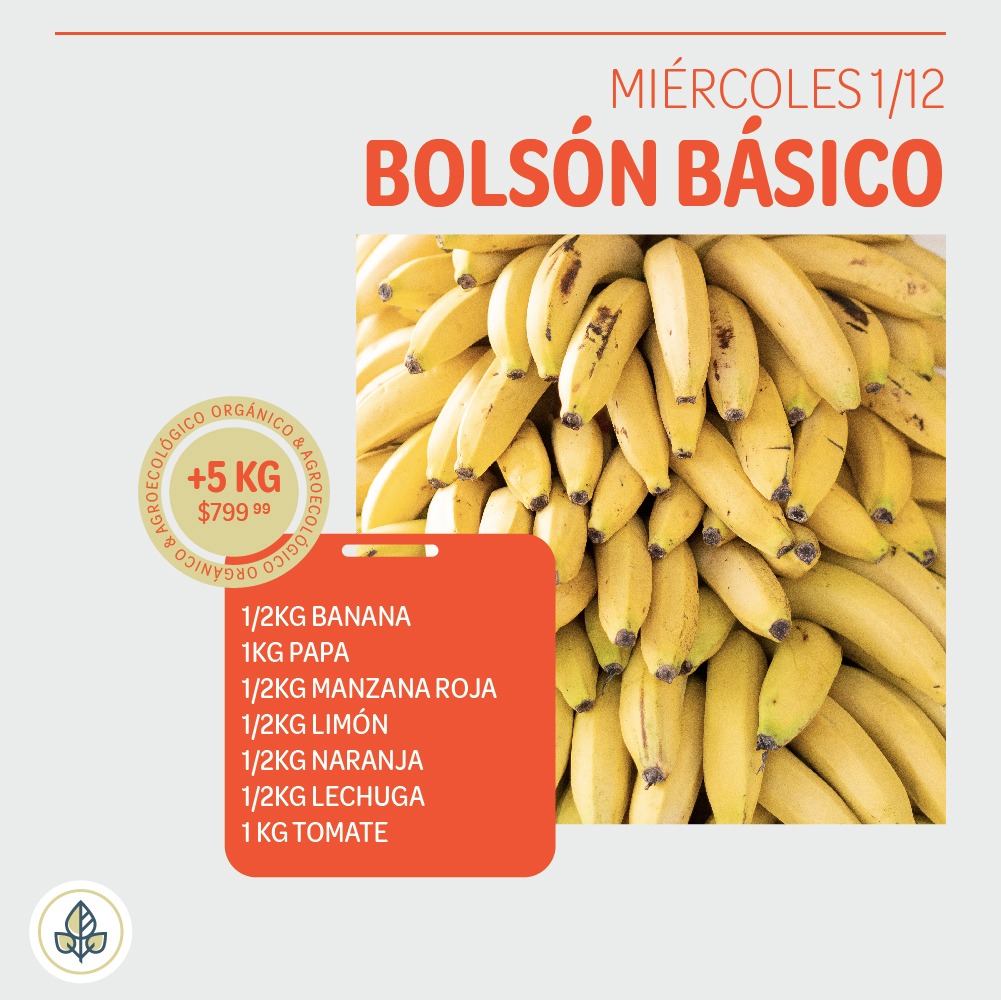 MIÉRCOLES 1/12
BOLSÓN BÁSICO
ORGÁNICO & AGROECOLÓGICO ORGÁNICO & AGROECOLÓGICO
+5 KG
$799 99
1/2KG BANANA
1KG PAPA
1/2KG MANZANA ROJA
1/2KG LIMÓN
1/2KG NARANJA
1/2KG LECHUGA
1 KG TOMATE